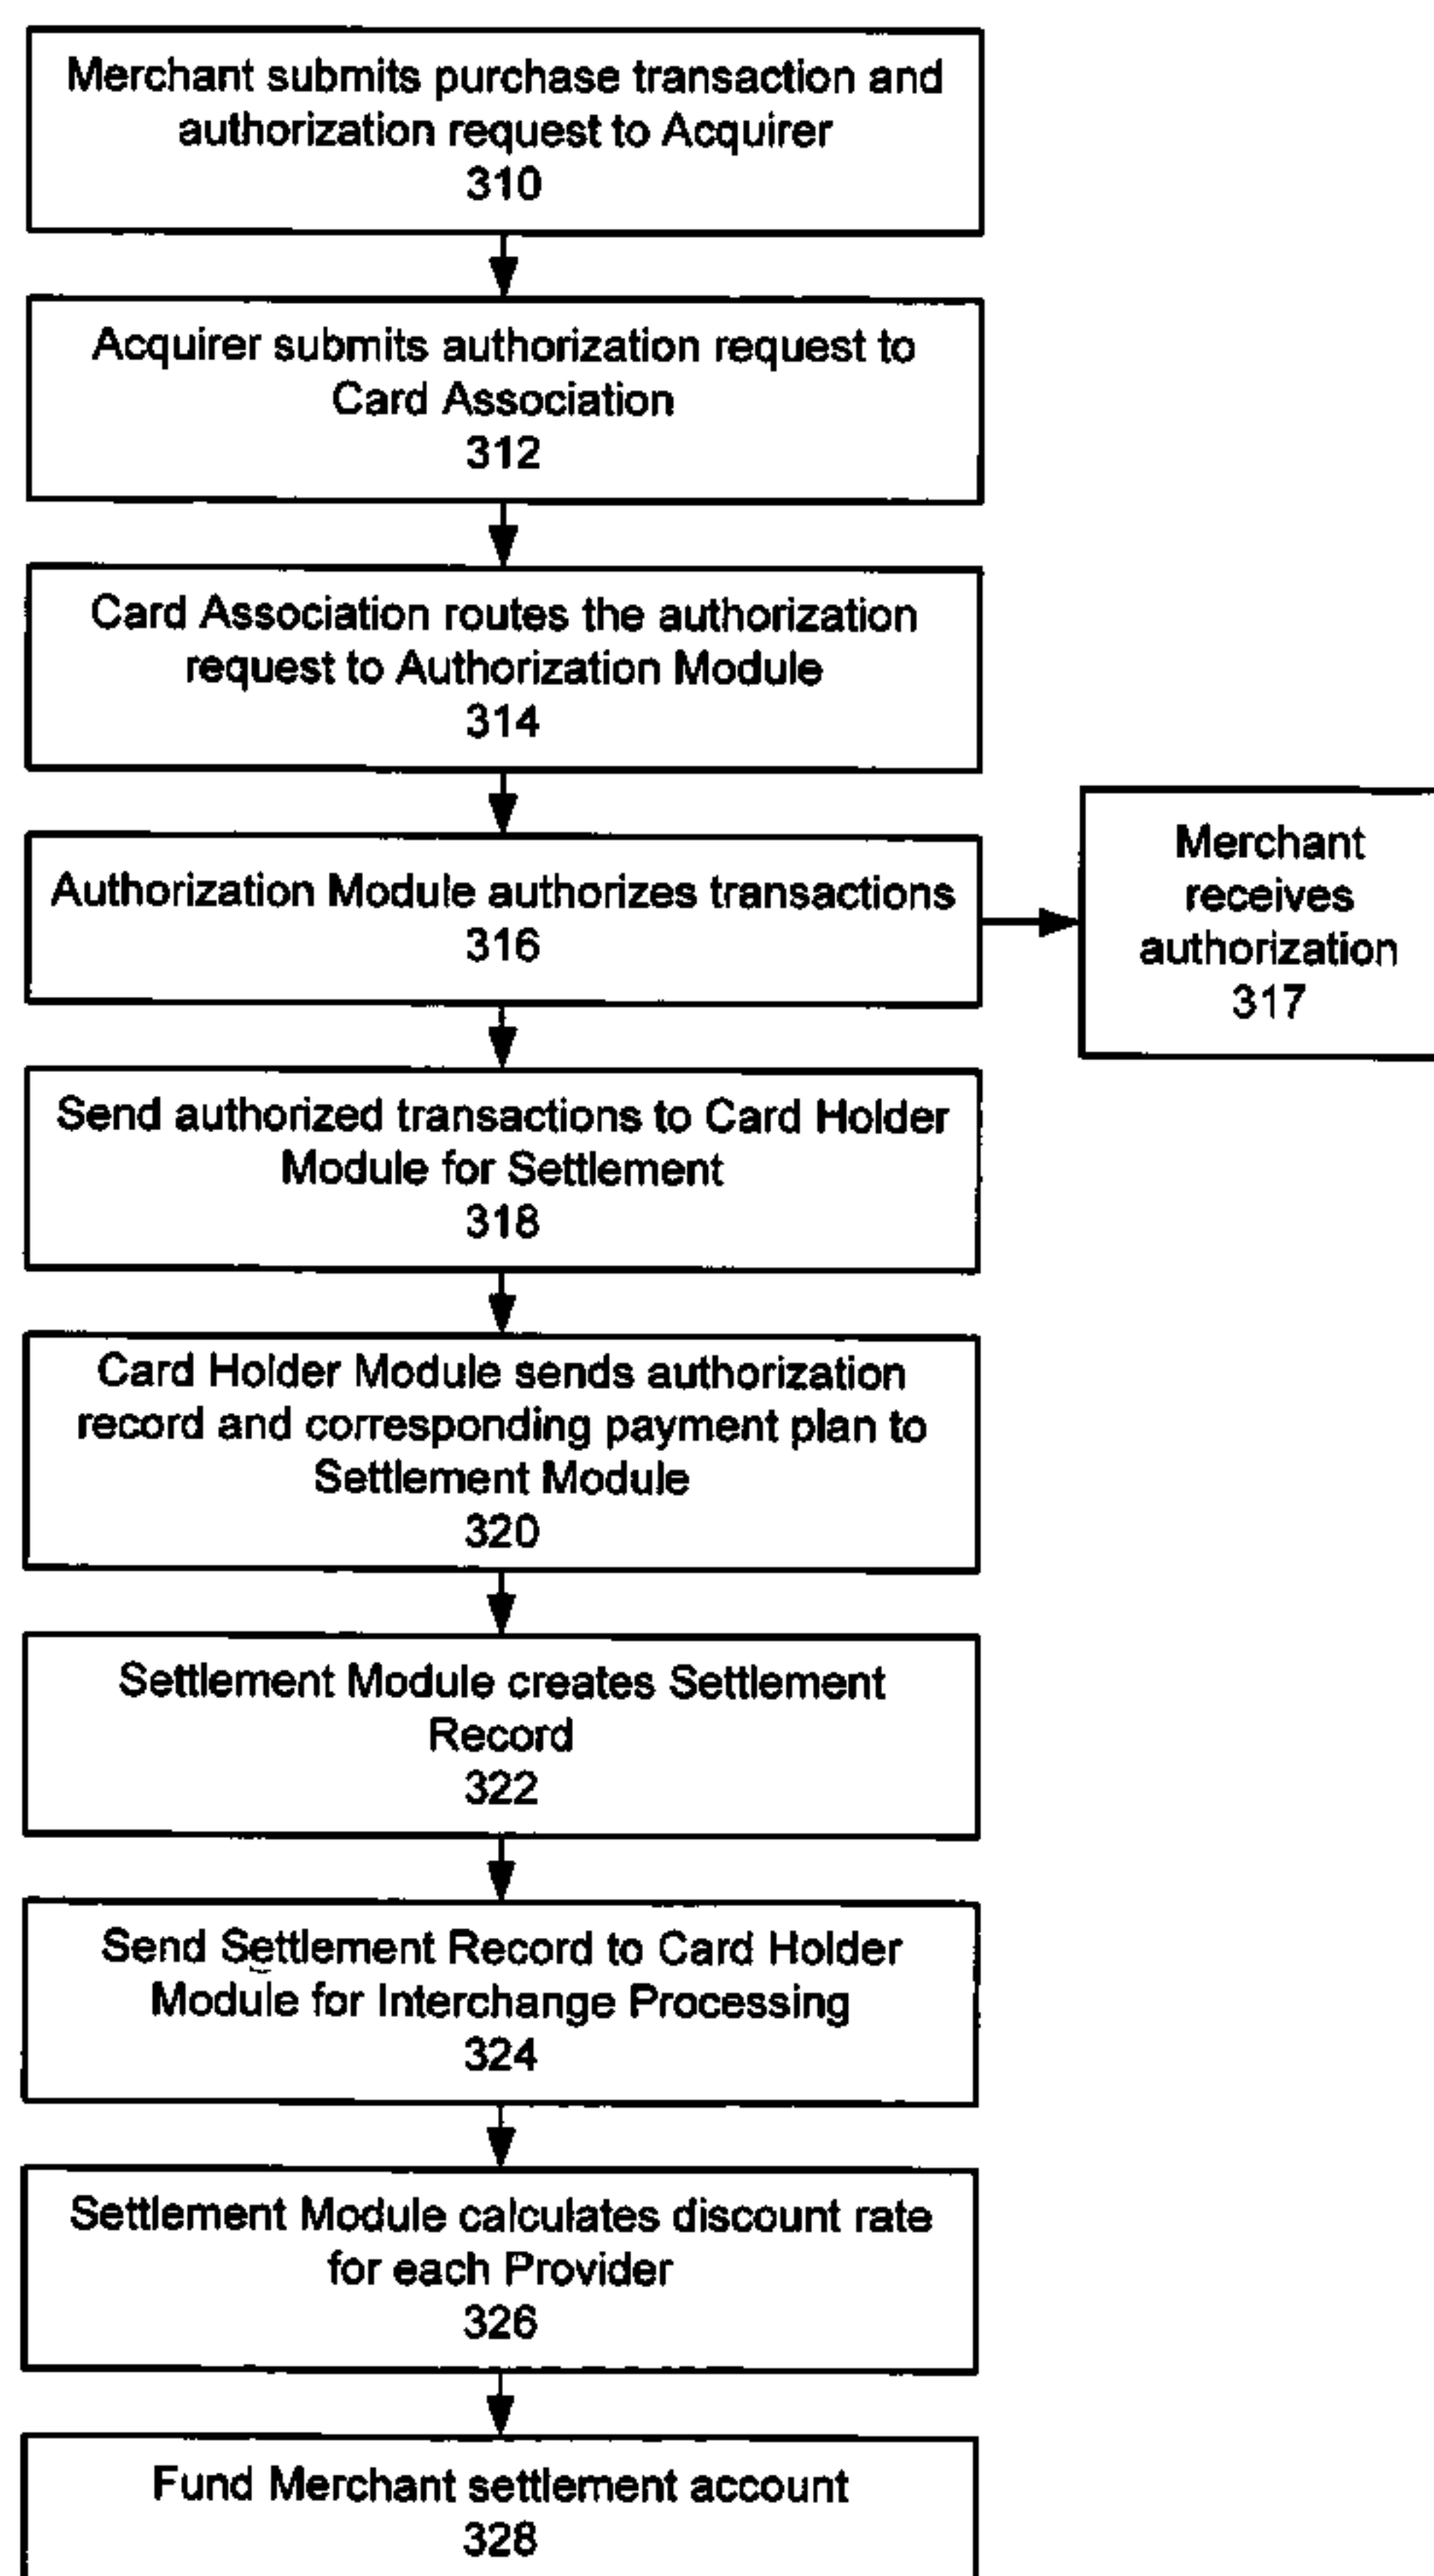 Merchant submits purchase transaction and
authorization request to Acquirer
310
Acquirer submits authorization request to
Card Association
312
Card Association routes the authorization
request to Authorization Module
314
Authorization Module authorizes transactions
316
Merchant
receives
authorization
317
Send authorized transactions to Card Holder
Module for Settlement
318
Card Holder Module sends authorization
record and corresponding payment plan to
Settlement Module
320
Settlement Module creates Settlement
Record
322
Send Settlement Record to Card Holder
Module for Interchange Processing
324
Settlement Module calculates discount rate
for each Provider
326
Fund Merchant settlement account
328